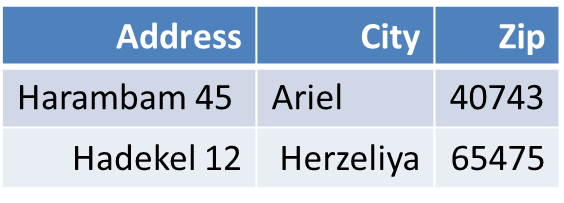 Address City Zip
Harambam 45 Ariel 40743
Hadekel 12 Herzeliya 65475